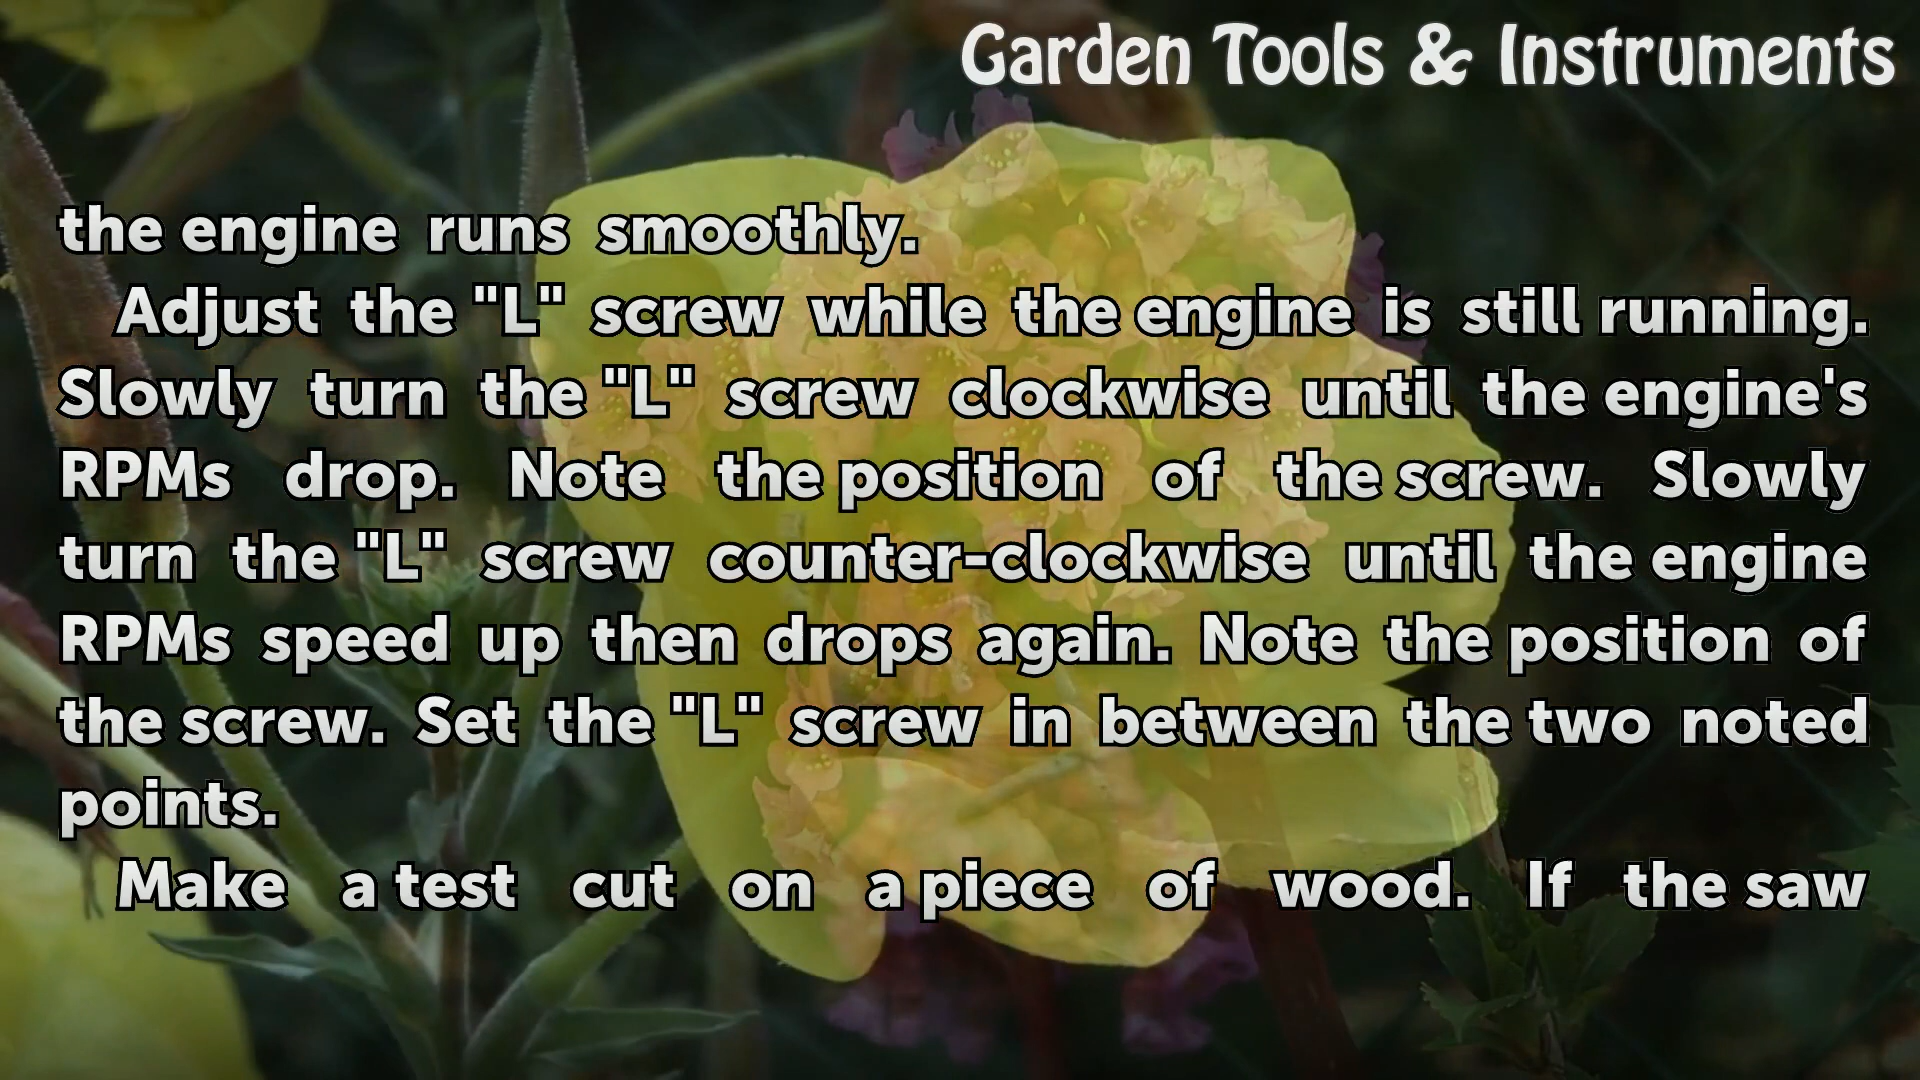 Garden Tools & Instruments
the engine runs smoothly.
Adjust the "L" screw while the engine is still running.
Slowly turn the "L" screw clockwise until the engine's
RPMs drop. Note the position of the screw. Slowly
turn the "L" screw counter-clockwise until the engine
RPMs speed up then drops again. Note the position of
the screw. Set the "L" screw in between the two noted
points.
Make a test cut on a piece of wood. If the saw